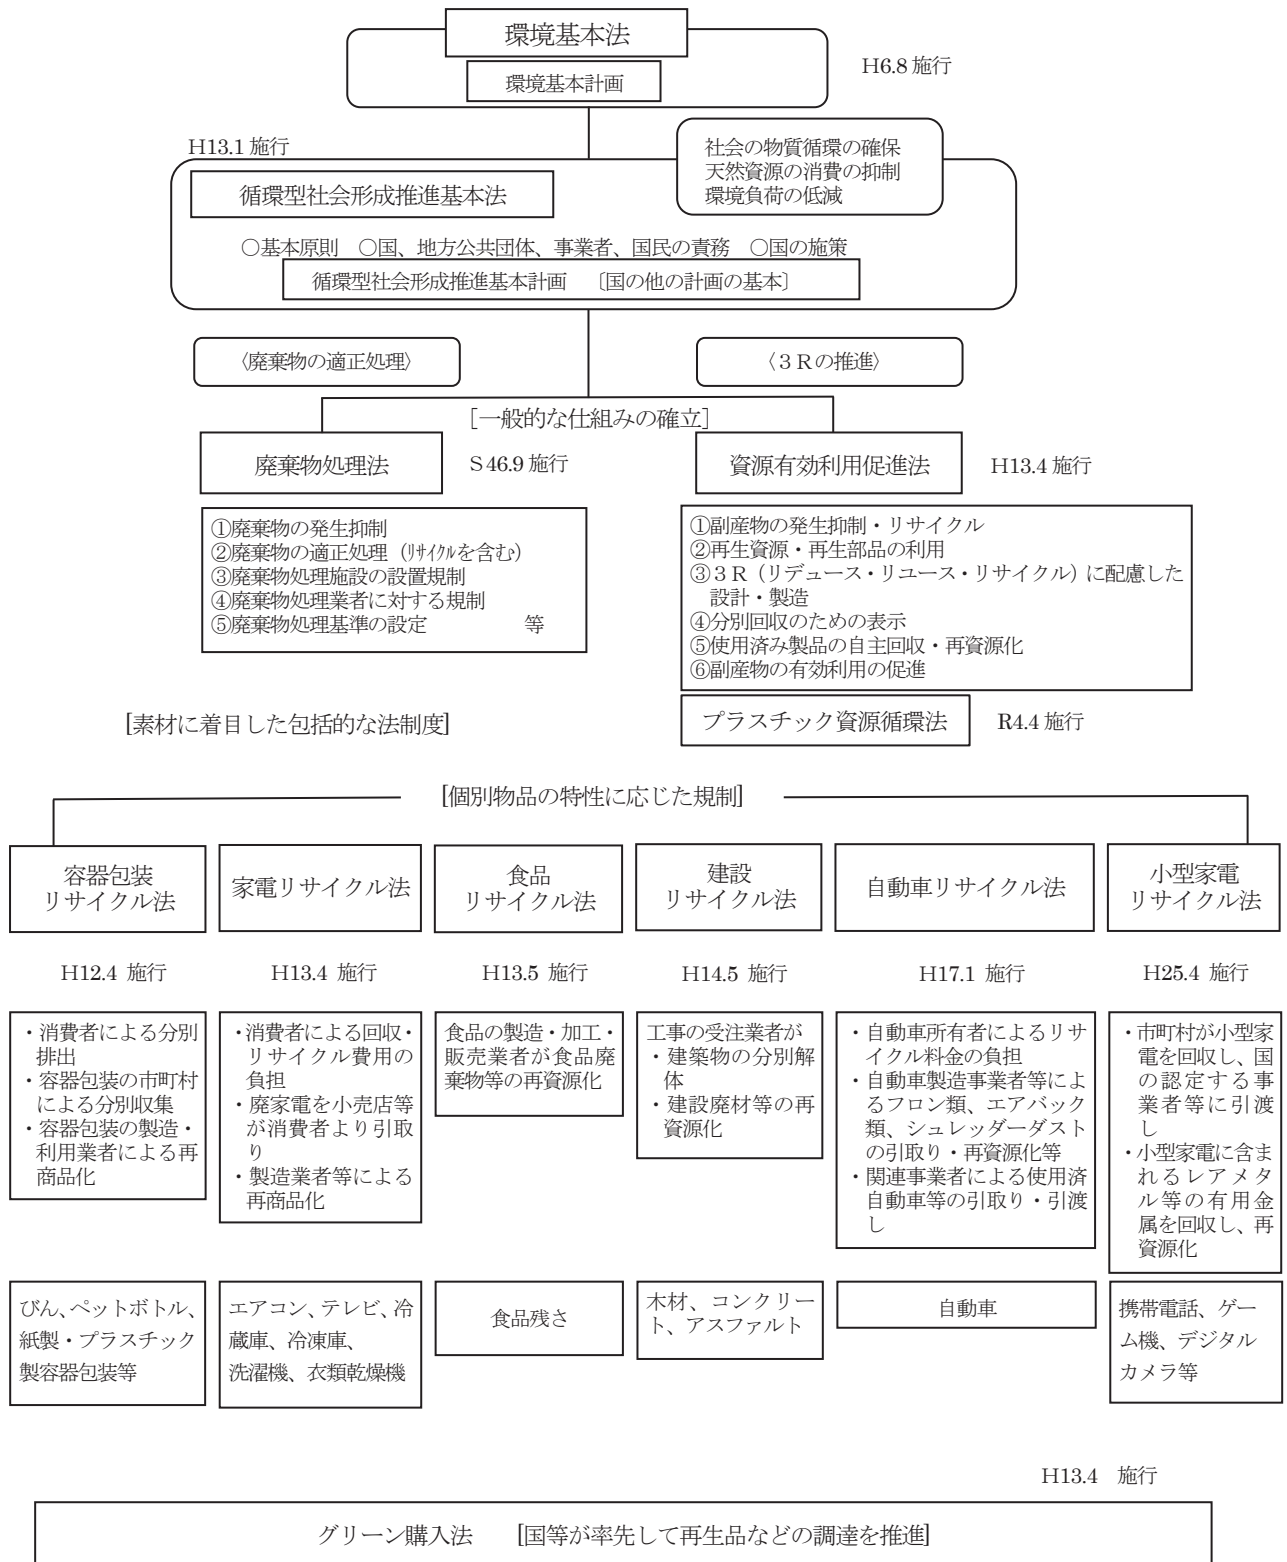 環境基本法
環境基本計画
H6.8 施行
H13.1 施行
社会の物質循環の確保
天然資源の消費の抑制
環境負荷の低減
循環型社会形成推進基本法
○基本原則　○国、地方公共団体、事業者、国民の責務　○国の施策
循環型社会形成推進基本計画　〔国の他の計画の基本〕
〈廃棄物の適正処理〉
〈３Ｒの推進〉
[一般的な仕組みの確立]
廃棄物処理法
Ｓ46.9 施行
資源有効利用促進法
H13.4 施行
①廃棄物の発生抑制
②廃棄物の適正処理（ﾘｻｲｸﾙを含む）
③廃棄物処理施設の設置規制
④廃棄物処理業者に対する規制
⑤廃棄物処理基準の設定　　　　　等
①副産物の発生抑制・リサイクル
②再生資源・再生部品の利用
③３Ｒ（リデュース・リユース・リサイクル）に配慮した
設計・製造
④分別回収のための表示
⑤使用済み製品の自主回収・再資源化
⑥副産物の有効利用の促進
[素材に着目した包括的な法制度]
プラスチック資源循環法
R4.4 施行
[個別物品の特性に応じた規制]
容器包装
リサイクル法
家電リサイクル法
食品
リサイクル法
建設
リサイクル法
自動車リサイクル法
小型家電
リサイクル法
H12.4 施行
H13.4 施行
H13.5 施行
H14.5 施行
H17.1 施行
H25.4 施行
・消費者による分別
排出
・容器包装の市町村
による分別収集
・容器包装の製造・
利用業者による再
商品化
・消費者による回収・
リサイクル費用の
負担
・廃家電を小売店等
が消費者より引取
り
・製造業者等による
再商品化
食品の製造・加工・
販売業者が食品廃
棄物等の再資源化
工事の受注業者が
・建築物の分別解
体
・建設廃材等の再
資源化
・自動車所有者によるリサ
イクル料金の負担
・自動車製造事業者等によ
るフロン類、エアバック
類、シュレッダーダスト
の引取り・再資源化等
・関連事業者による使用済
自動車等の引取り・引渡
し
・市町村が小型家
電を回収し、国
の認定する事
業者等に引渡
し
・小型家電に含ま
れるレアメタ
ル等の有用金
属を回収し、再
資源化
びん、ペットボトル、
紙製・プラスチック
製容器包装等
エアコン、テレビ、冷
蔵庫、冷凍庫、
洗濯機、衣類乾燥機
食品残さ
木材、コンクリー
ト、アスファルト
自動車
携帯電話、ゲー
ム機、デジタル
カメラ等
H13.4　施行
グリーン購入法　　[国等が率先して再生品などの調達を推進]